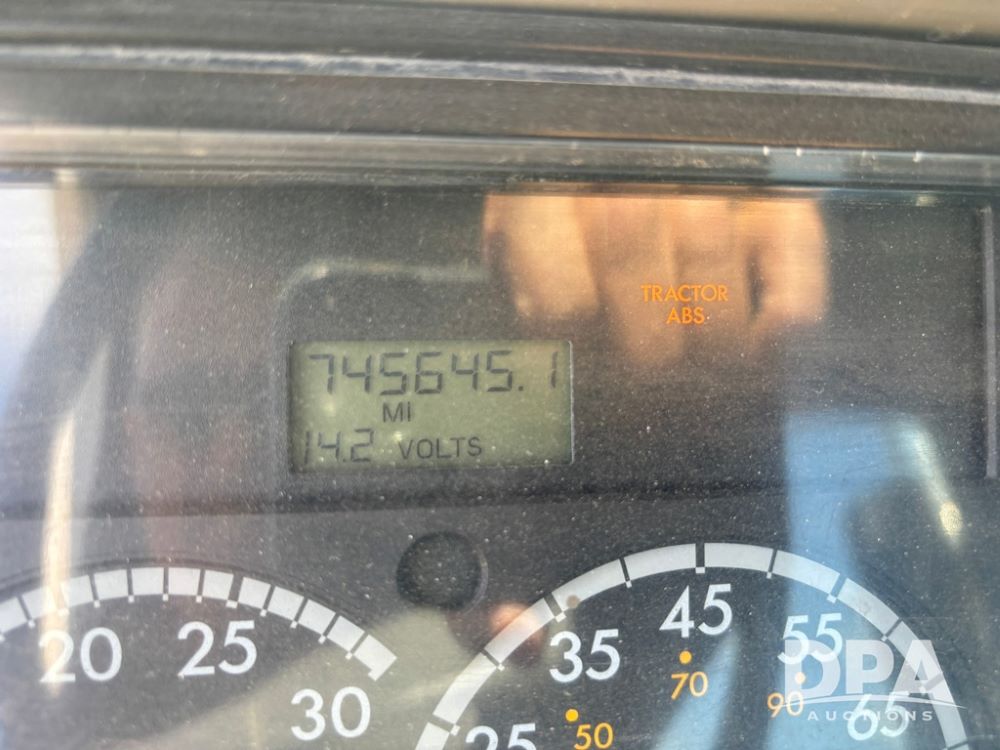 TRACTOR
ABS
745645.1
MI
14.2 VOLTS
20 25 30
25 35 45 55 65
50 70 90
DPA
AUCTIONS